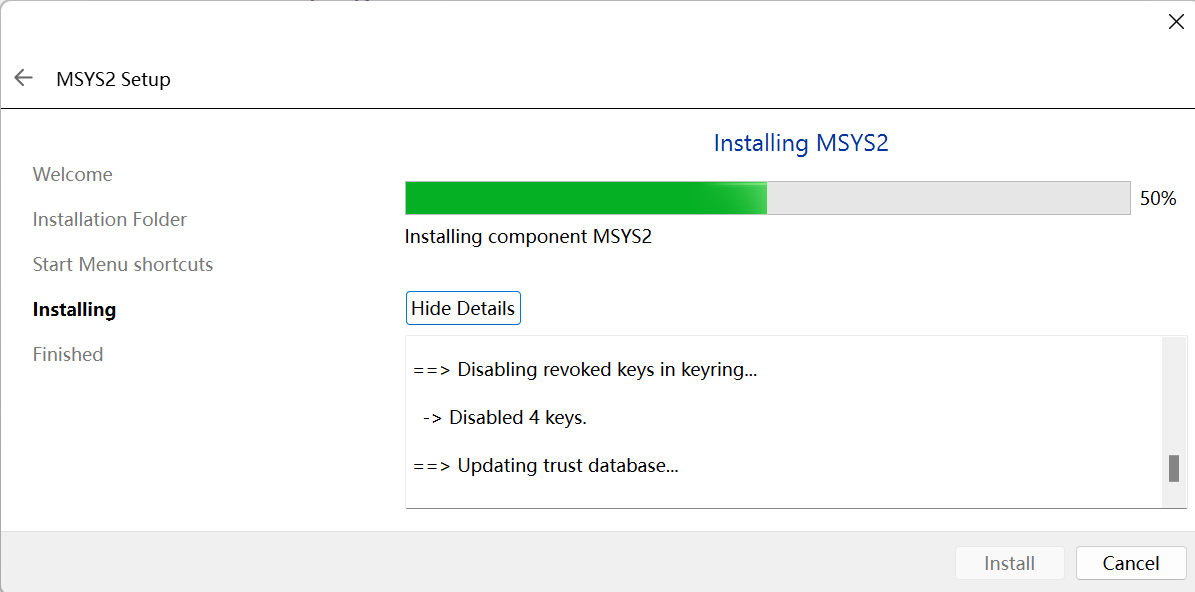 MSYS2 Setup
Welcome
Installation Folder
Start Menu shortcuts
Installing
Finished
Installing MSYS2
50%
Installing component MSYS2
Hide Details
==> Disabling revoked keys in keyring...
-> Disabled 4 keys.
==> Updating trust database...
Install
Cancel